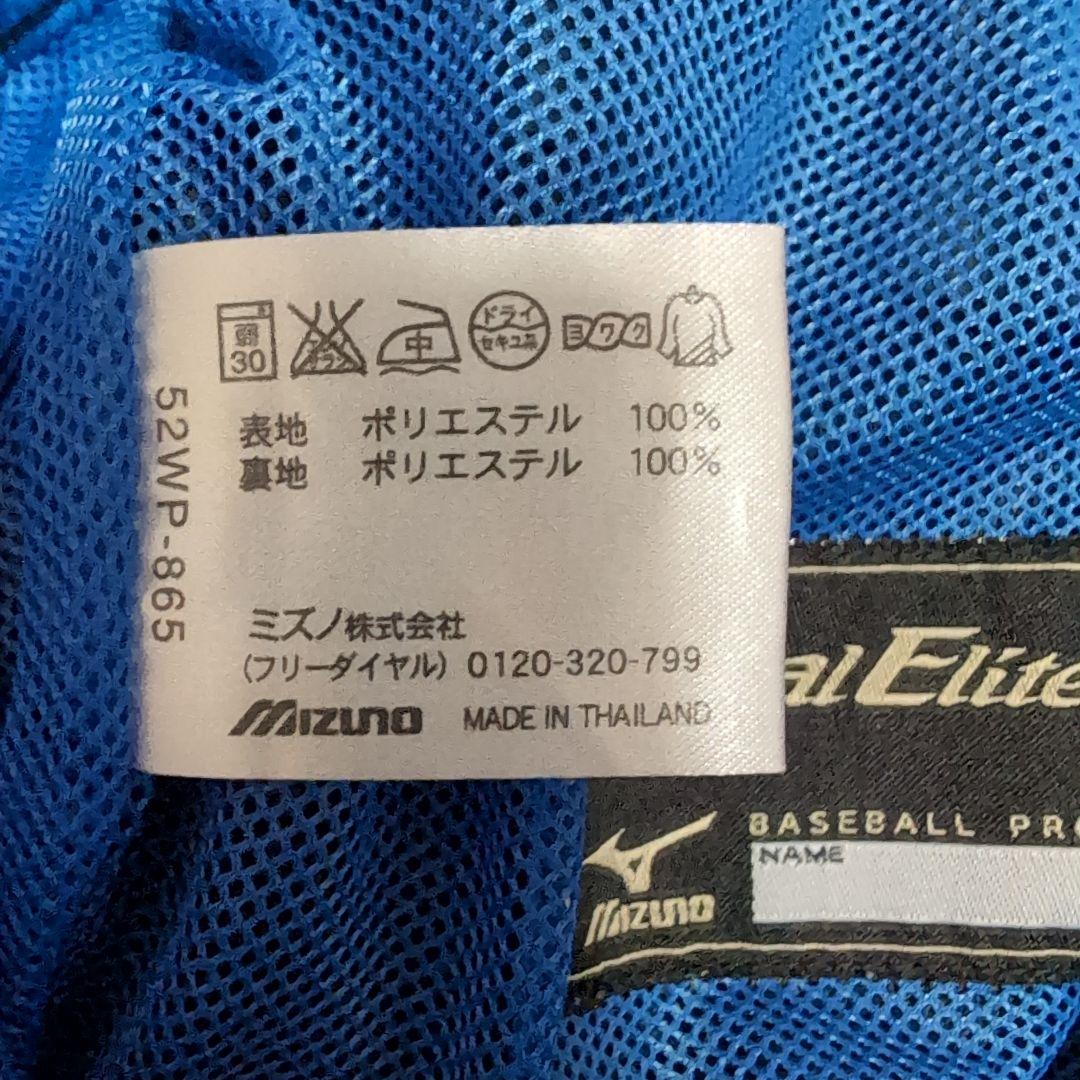 弱
30
中
ドライ
セキユ系
ヨワク
表地 ポリエステル 100%
裏地 ポリエステル 100%
52WP-865
ミズノ株式会社
(フリーダイヤル) 0120-320-799
MIZUNO MADE IN THAILAND
alElite
BASEBALL PRO
NAME
MIZUNO